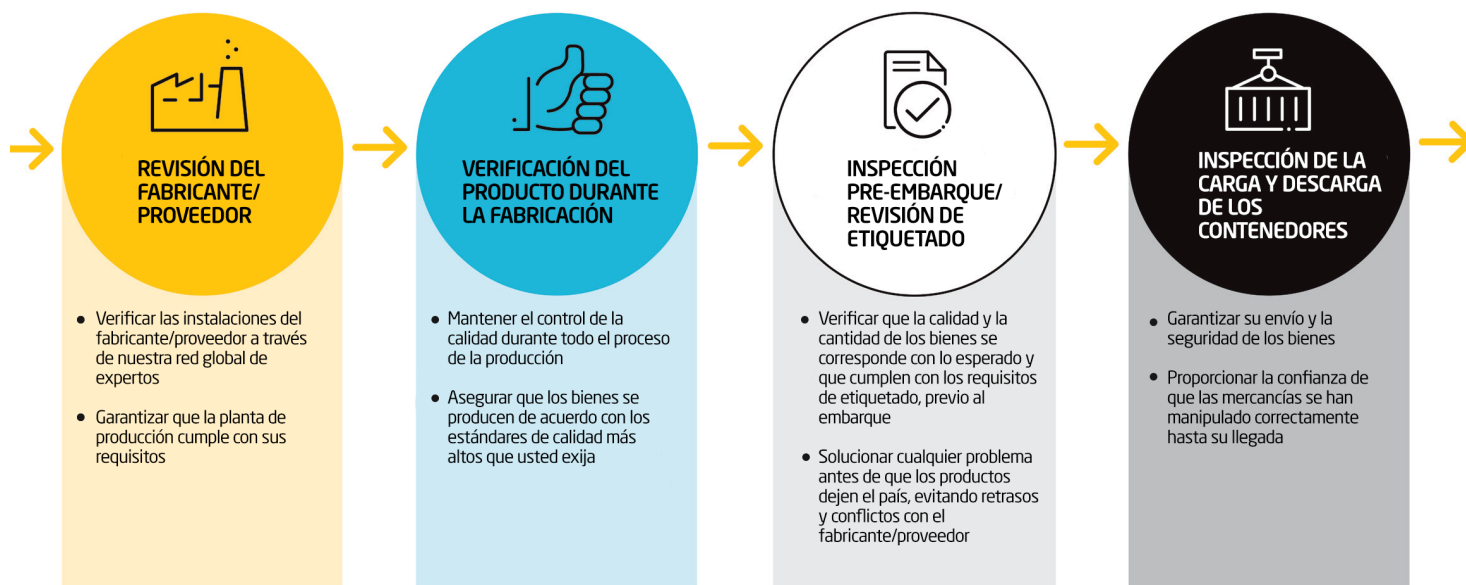 REVISIÓN DEL
FABRICANTE/
PROVEEDOR
• Verificar las instalaciones del
fabricante/proveedor a través
de nuestra red global de
expertos
• Garantizar que la planta de
producción cumple con sus
requisitos
VERIFICACIÓN DEL
PRODUCTO DURANTE
LA FABRICACIÓN
• Mantener el control de la
calidad durante todo el proceso
de la producción
• Asegurar que los bienes se
producen de acuerdo con los
estándares de calidad más
altos que usted exija
INSPECCIÓN
PRE-EMBARQUE/
REVISIÓN DE
ETIQUETADO
• Verificar que la calidad y la
cantidad de los bienes se
corresponde con lo esperado y
que cumplen con los requisitos
de etiquetado, previo al
embarque
• Solucionar cualquier problema
antes de que los productos
dejen el país, evitando retrasos
y conflictos con el
fabricante/proveedor
INSPECCIÓN DE LA
CARGA Y DESCARGA
DE LOS
CONTENEDORES
• Garantizar su envío y la
seguridad de los bienes
• Proporcionar la confianza de
que las mercancías se han
manipulado correctamente
hasta su llegada